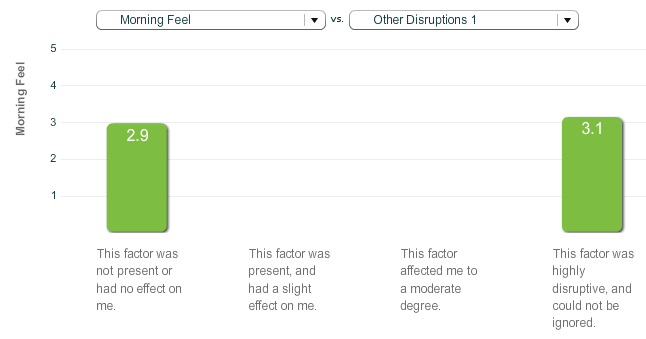 Morning Feel vs. Other Disruptions 1
5
4
3
2
1
Morning Feel
2.9
3.1
This factor was
not present or
had no effect on
me.
This factor was
present, and
had a slight
effect on me.
This factor
affected me to
a moderate
degree.
This factor was
highly
disruptive, and
could not be
ignored.